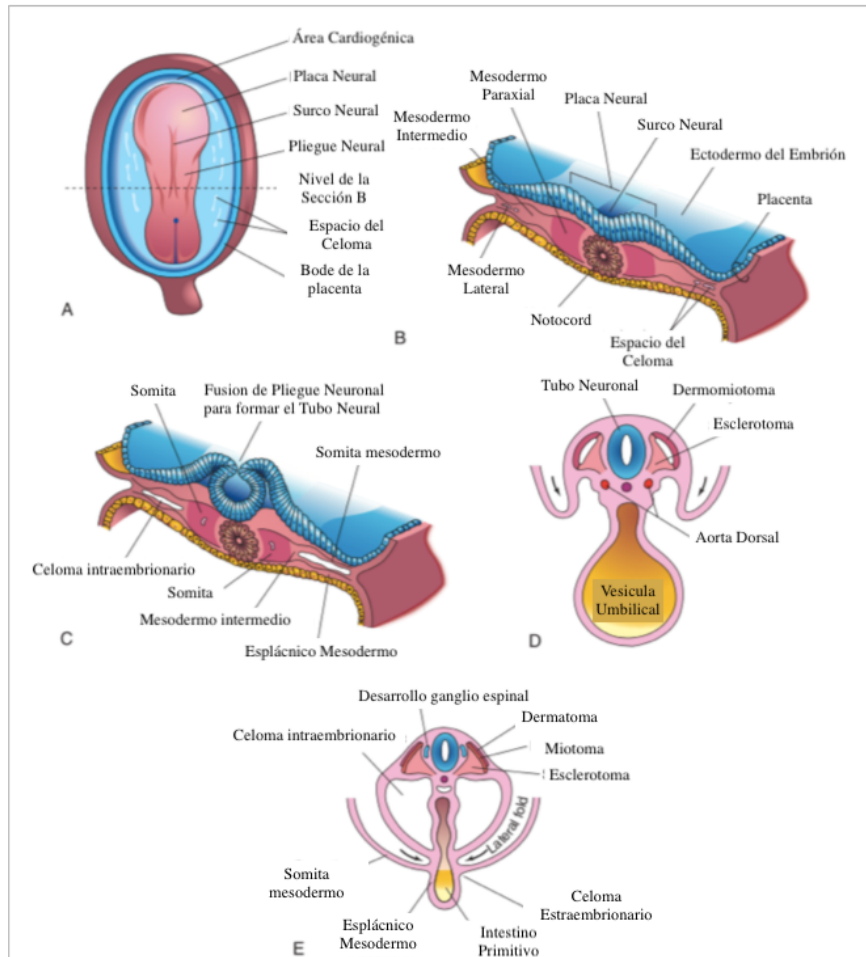 Área Cardiogénica
Placa Neural
Surco Neural
Pliegue Neural
Nivel de la
Sección B
Espacio del
Celoma
Bode de la
placenta
A
Mesodermo
Paraxial
Placa Neural
Mesodermo
Intermedio
Surco Neural
Ectodermo del Embrión
Placenta
Mesodermo
Lateral
Notocord
Espacio del
Celoma
B
Somita
Fusion de Pliegue Neuronal
para formar el Tubo Neural
Somita mesodermo
Celoma intraembrionario
Somita
Mesodermo intermedio
Esplácnico Mesodermo
C
Tubo Neuronal
Dermomiotoma
Esclerotoma
Aorta Dorsal
Vesicula
Umbilical
D
Desarrollo ganglio espinal
Celoma intraembrionario
Dermatoma
Miotoma
Esclerotoma
Lateral fold
Somita
mesodermo
Esplácnico
Mesodermo
Intestino
Primitivo
Celoma
Estraembrionario
E